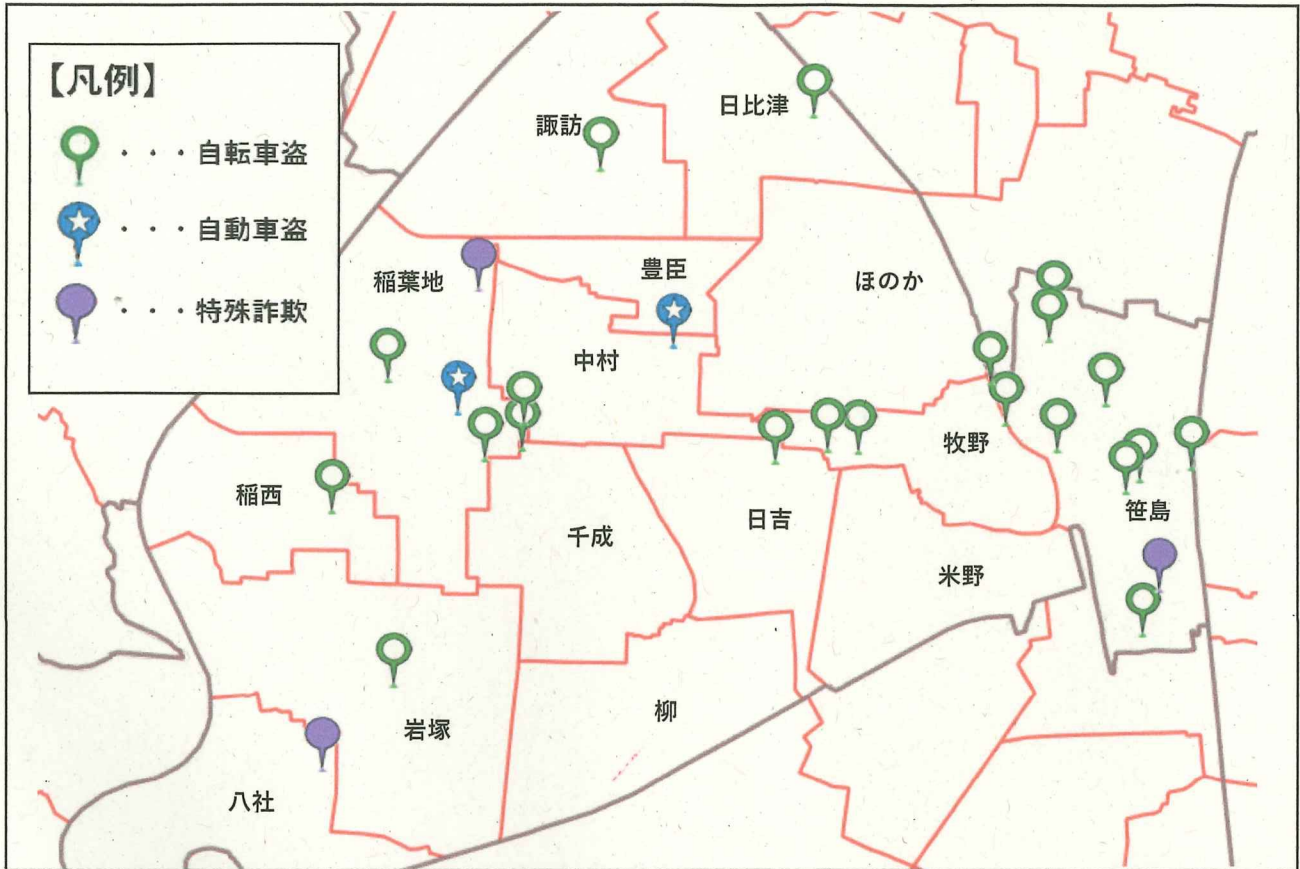 【凡例】
・・・自転車盗
・・・自動車盗
・・・特殊詐欺
日比津
諏訪
豊臣
稲葉地
ほのか
中村
牧野
稲西
笹島
日吉
千成
米野
柳
岩塚
八社